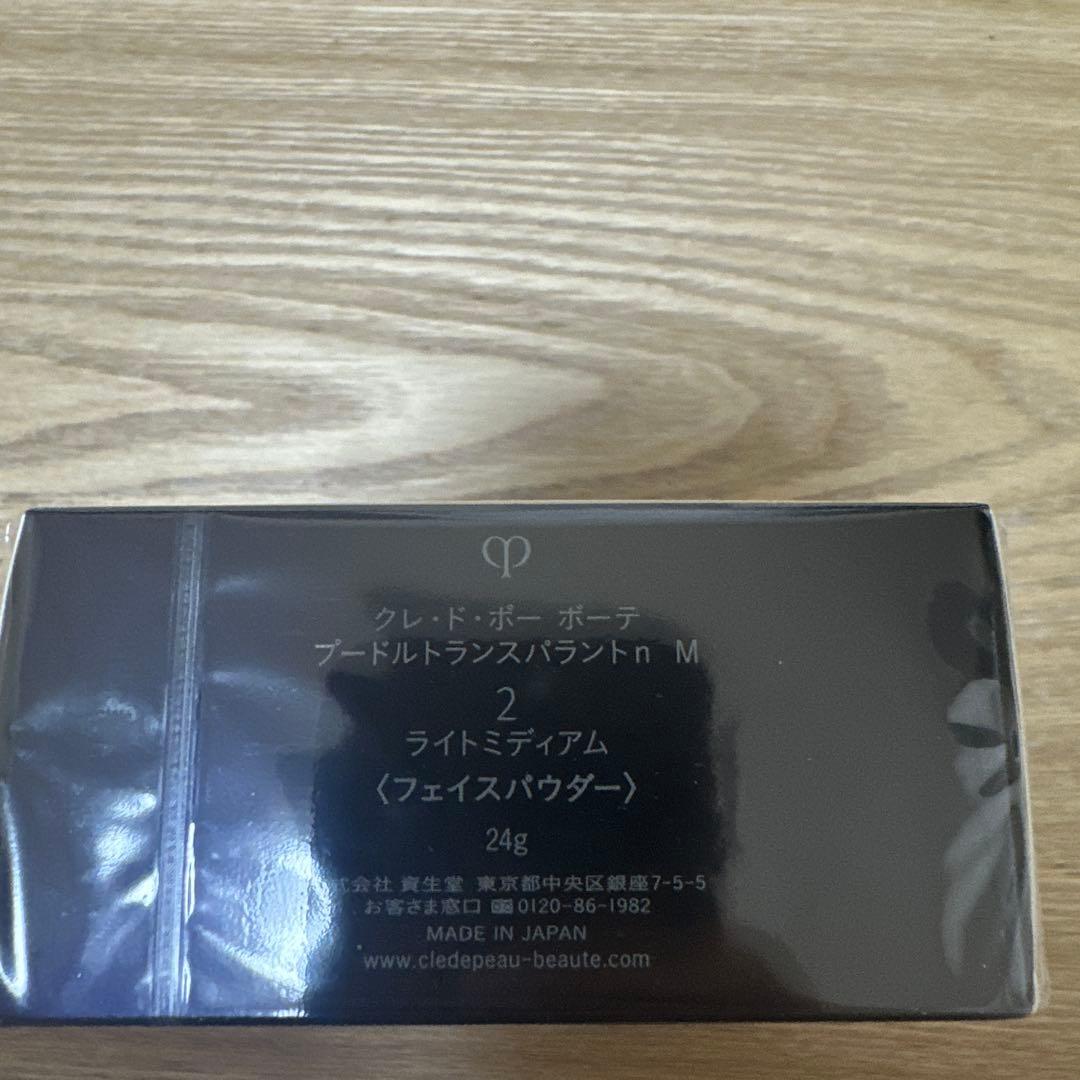 クレ・ド・ポー ボーテ
プードルトランスパラントn M
2
ライトミディアム
〈フェイスパウダー〉
24g
式会社 資生堂 東京都中央区銀座7-5-5
お客さま窓口 0120-86-1982
MADE IN JAPAN
www.cledepeau-beaute.com